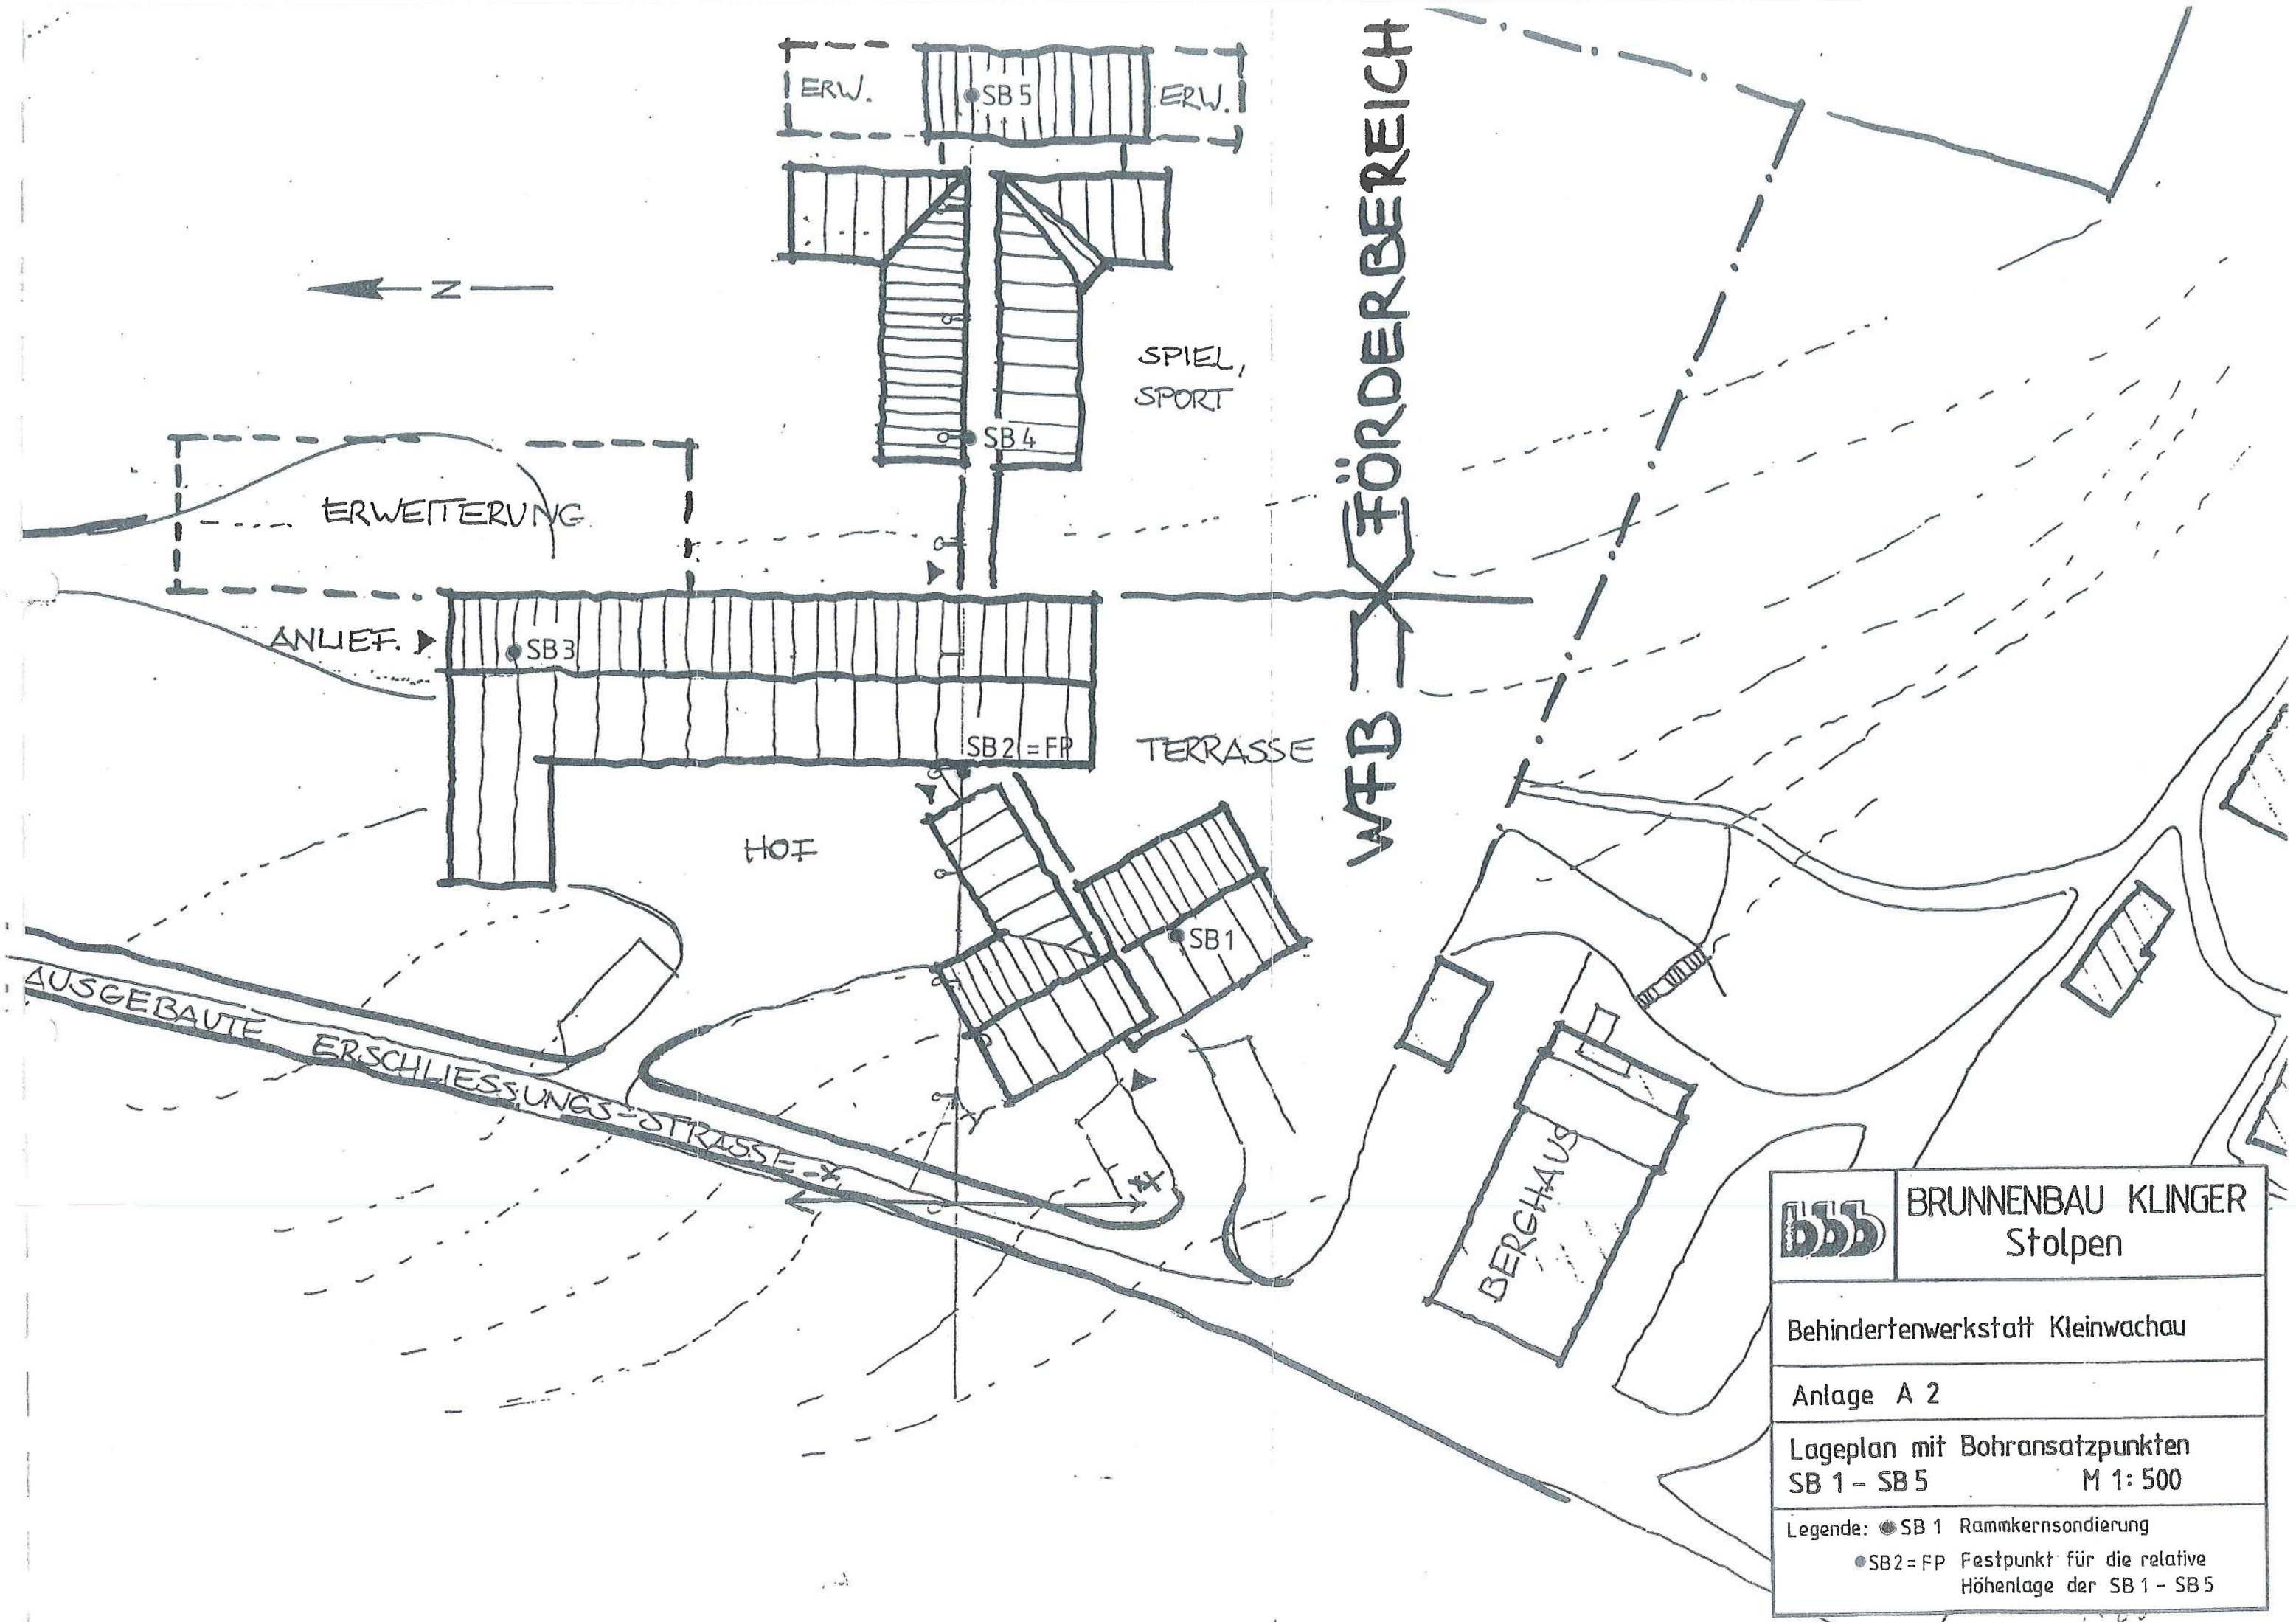 ERW.
SB 5
ERW.
N
SPIEL,
SPORT
SB 4
FÖRDERBEREICH
WFB
ERWEITERUNG
ANLIEF.
SB 3
SB 2 = FP
TERRASSE
HOF
SB 1
AUSGEBAUTE ERSCHLIESSUNGS-STRASSE
BERGHAUS
bbb
BRUNNENBAU KLINGER
Stolpen
Behindertenwerkstatt Kleinwachau
Anlage A 2
Lageplan mit Bohransatzpunkten
SB 1 - SB 5 M 1: 500
Legende: SB 1 Rammkernsondierung
SB2 = FP Festpunkt für die relative
Höhenlage der SB 1 - SB 5